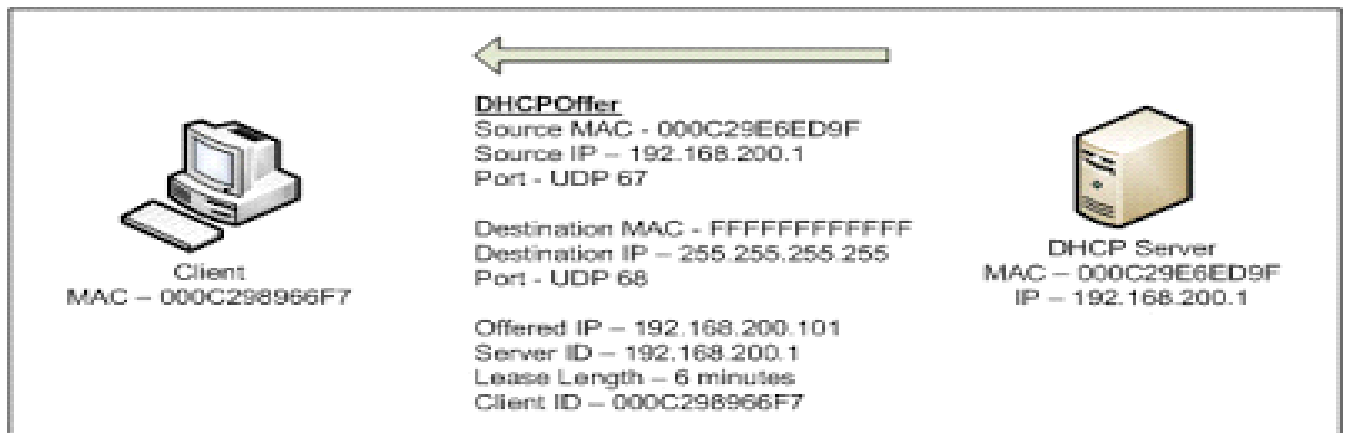 DHCPOffer
Source MAC - 000C29E6ED9F
Source IP – 192.168.200.1
Port - UDP 67
Destination MAC - FFFFFFFFFFFF
Destination IP – 255.255.255.255
Port - UDP 68
Offered IP – 192.168.200.101
Server ID – 192.168.200.1
Lease Length – 6 minutes
Client ID – 000C298966F7
Client
MAC – 000C298966F7
DHCP Server
MAC – 000C29E6ED9F
IP – 192.168.200.1